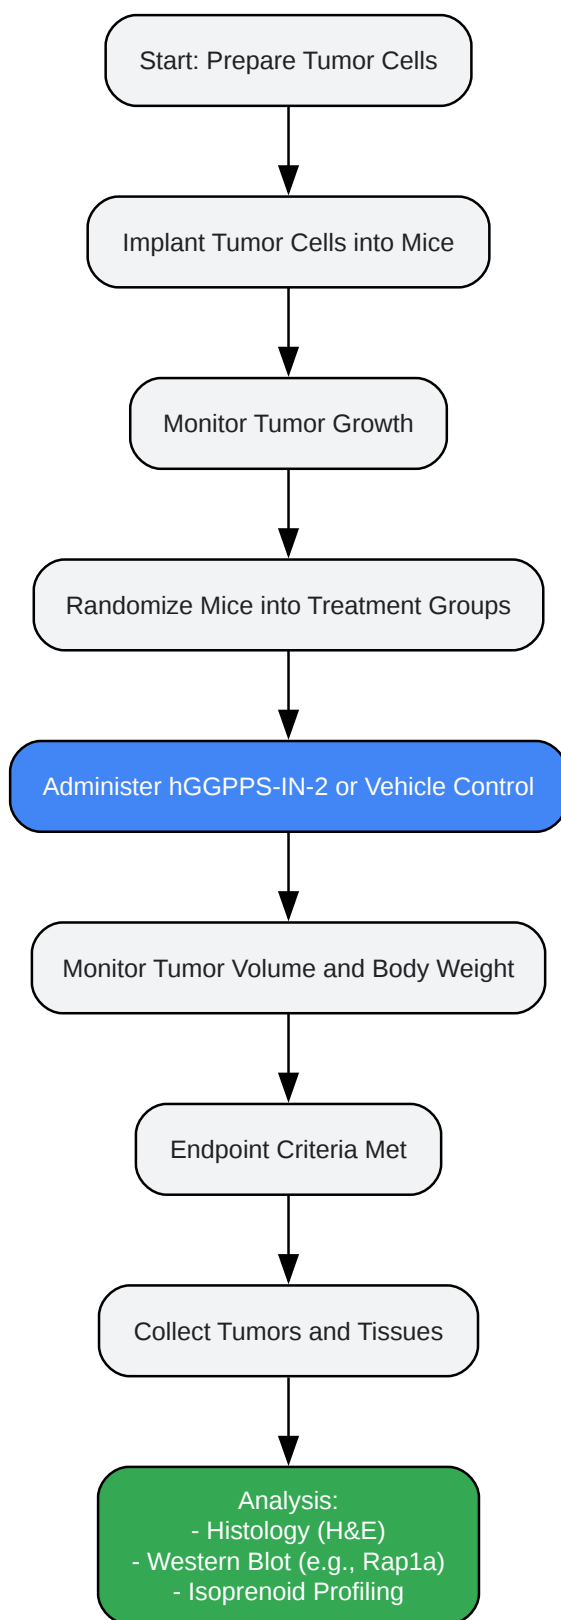 Start: Prepare Tumor Cells
Implant Tumor Cells into Mice
Monitor Tumor Growth
Randomize Mice into Treatment Groups
Administer hGGPPS-IN-2 or Vehicle Control
Monitor Tumor Volume and Body Weight
Endpoint Criteria Met
Collect Tumors and Tissues
Analysis:
- Histology (H&E)
- Western Blot (e.g., Rap1a)
- Isoprenoid Profiling